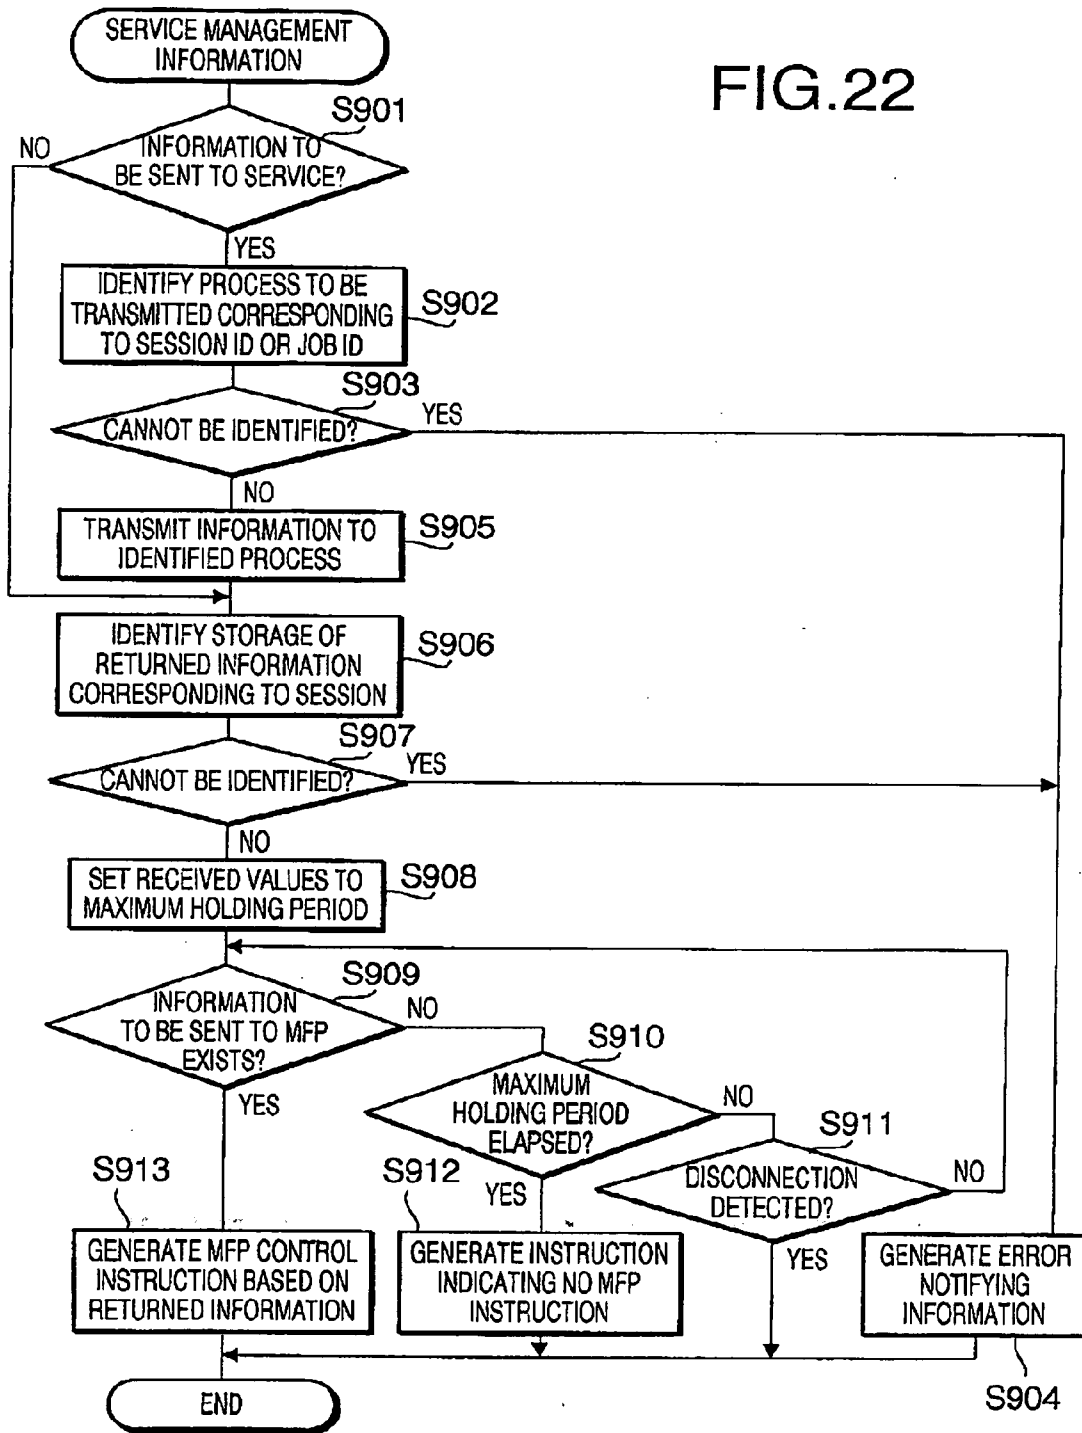 SERVICE MANAGEMENT
INFORMATION
FIG.22
S901
NO
INFORMATION TO
BE SENT TO SERVICE?
YES
IDENTIFY PROCESS TO BE
TRANSMITTED CORRESPONDING
TO SESSION ID OR JOB ID
S902
S903
YES
CANNOT BE IDENTIFIED?
NO
TRANSMIT INFORMATION TO
IDENTIFIED PROCESS
S905
IDENTIFY STORAGE OF
RETURNED INFORMATION
CORRESPONDING TO SESSION
S906
S907
YES
CANNOT BE IDENTIFIED?
NO
SET RECEIVED VALUES TO
MAXIMUM HOLDING PERIOD
S908
S909
NO
INFORMATION
TO BE SENT TO MFP
EXISTS?
YES
S910
MAXIMUM
HOLDING PERIOD
ELAPSED?
NO
YES
S911
DISCONNECTION
DETECTED?
NO
YES
S913
GENERATE MFP CONTROL
INSTRUCTION BASED ON
RETURNED INFORMATION
S912
GENERATE INSTRUCTION
INDICATING NO MFP
INSTRUCTION
GENERATE ERROR
NOTIFYING
INFORMATION
S904
END